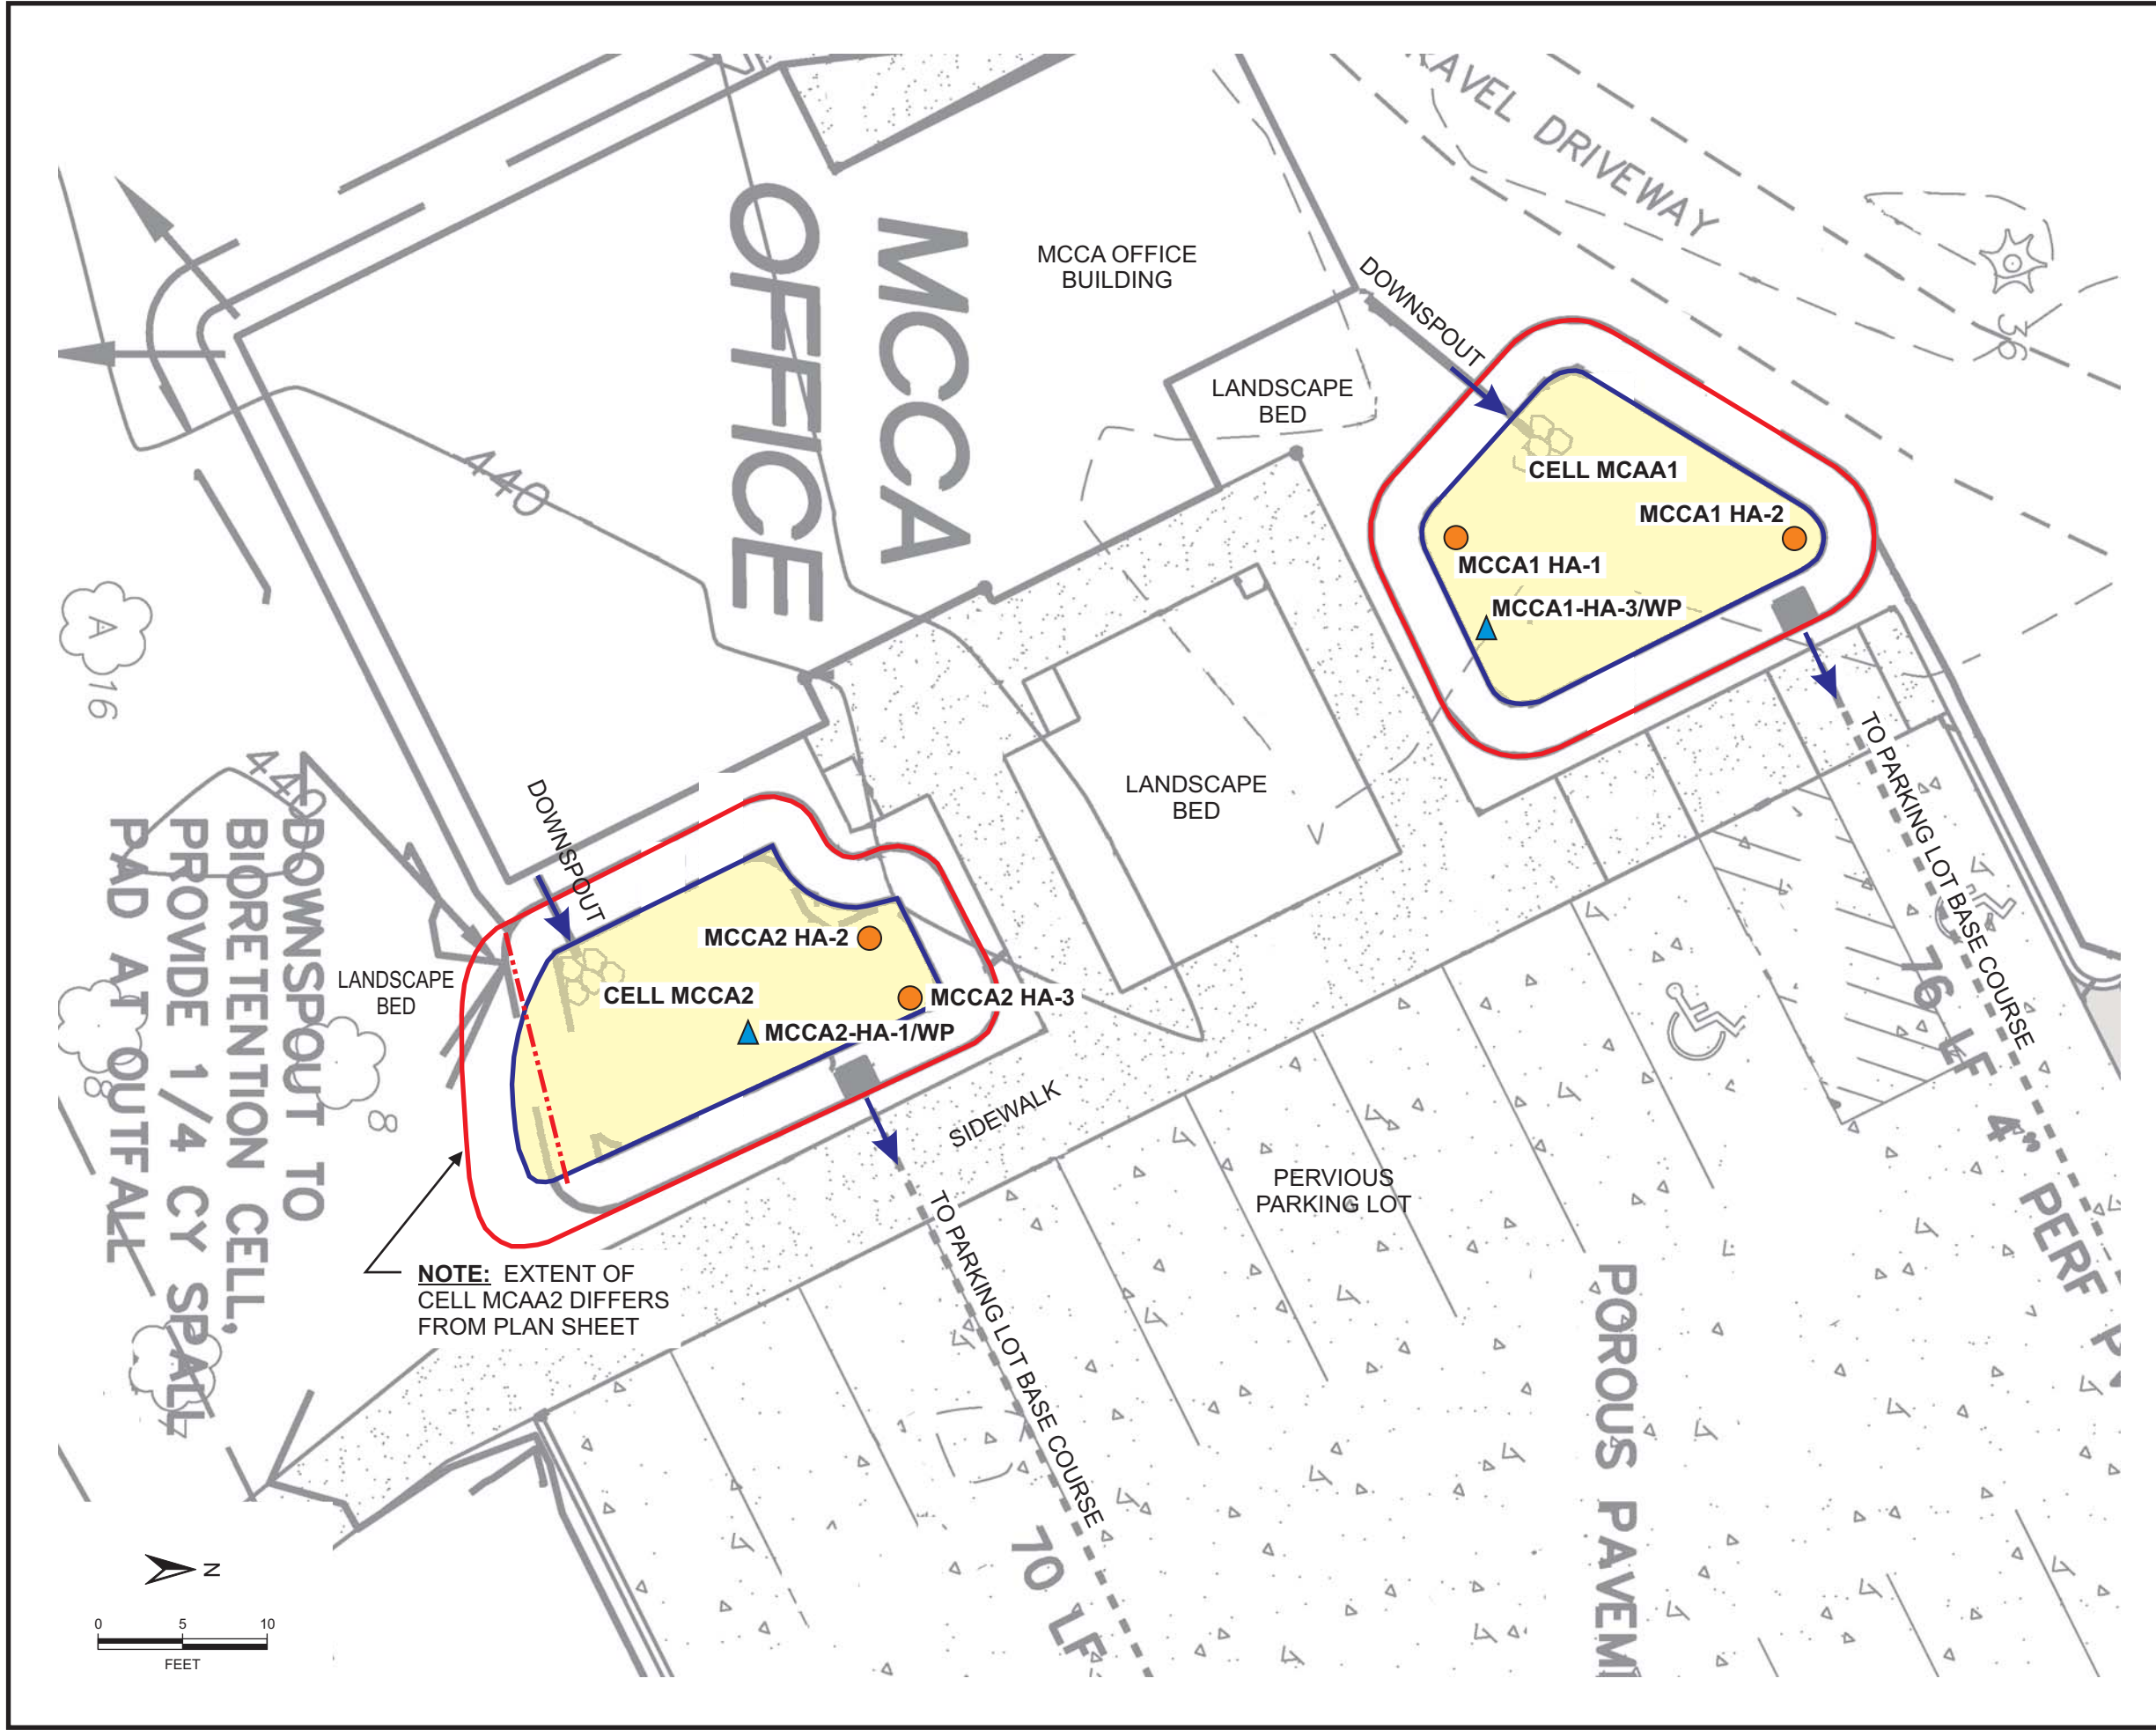 GRAVEL DRIVEWAY
MCCA
OFFICE
MCCA OFFICE
BUILDING
DOWNSPOUT
36
LANDSCAPE
BED
CELL MCAA1
MCCA1 HA-2
MCCA1 HA-1
MCCA1-HA-3/WP
440
A
16
440
DOWNSPOUT TO
BIORETENTION CELL,
PROVIDE 1/4 CY SPALL
PAD AT OUTFALL
DOWNSPOUT
LANDSCAPE
BED
TO PARKING LOT BASE COURSE
76 LF 4" PERF
MCCA2 HA-2
CELL MCCA2
MCCA2 HA-3
MCCA2-HA-1/WP
LANDSCAPE
BED
8
8
7
SIDEWALK
PERVIOUS
PARKING LOT
NOTE: EXTENT OF
CELL MCAA2 DIFFERS
FROM PLAN SHEET
TO PARKING LOT BASE COURSE
70 LF
POROUS PAVEM
N
0 5 10
FEET